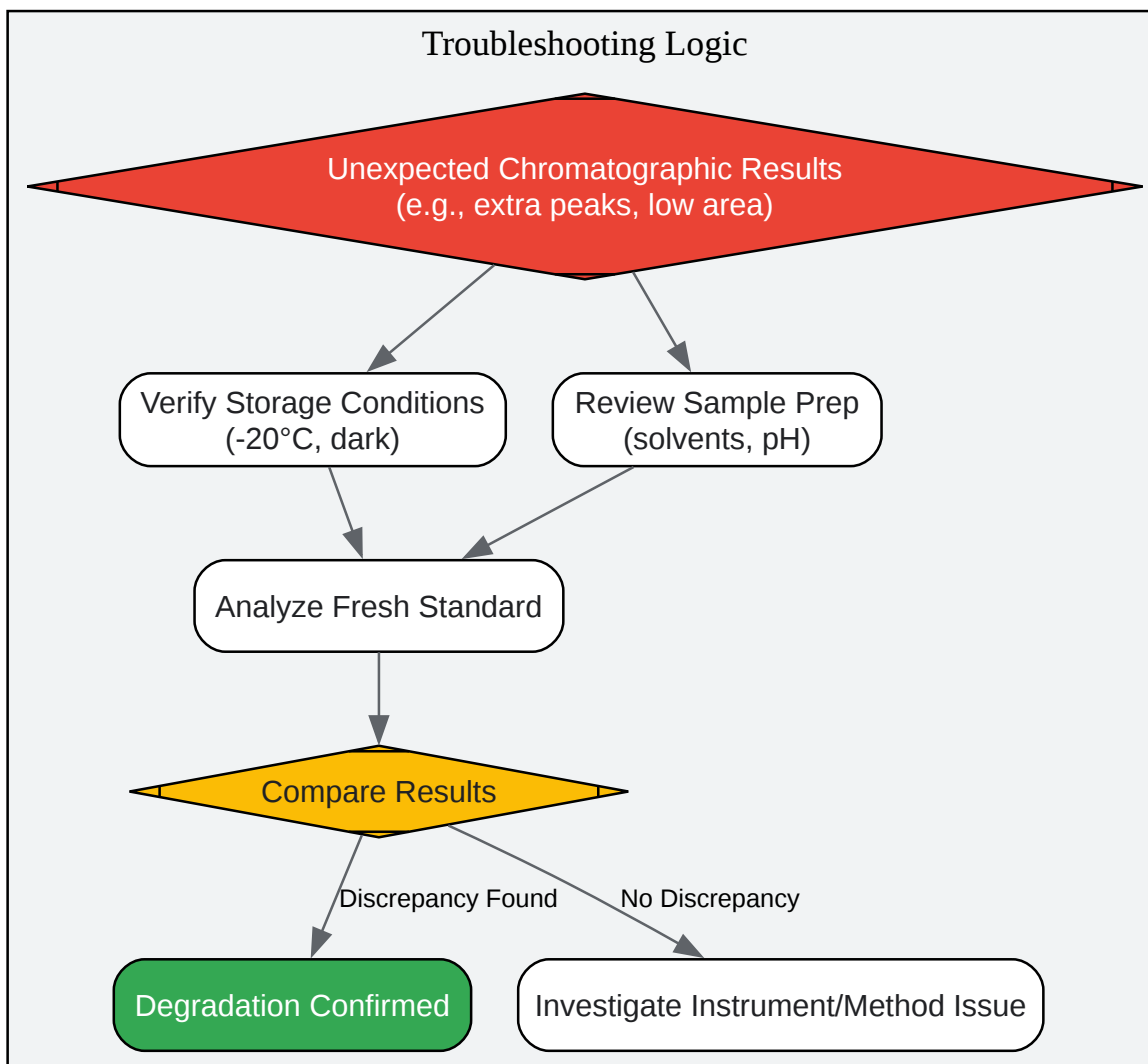 Troubleshooting Logic
Unexpected Chromatographic Results
(e.g., extra peaks, low area)
Verify Storage Conditions
(-20°C, dark)
Review Sample Prep
(solvents, pH)
Analyze Fresh Standard
Compare Results
Discrepancy Found
No Discrepancy
Degradation Confirmed
Investigate Instrument/Method Issue